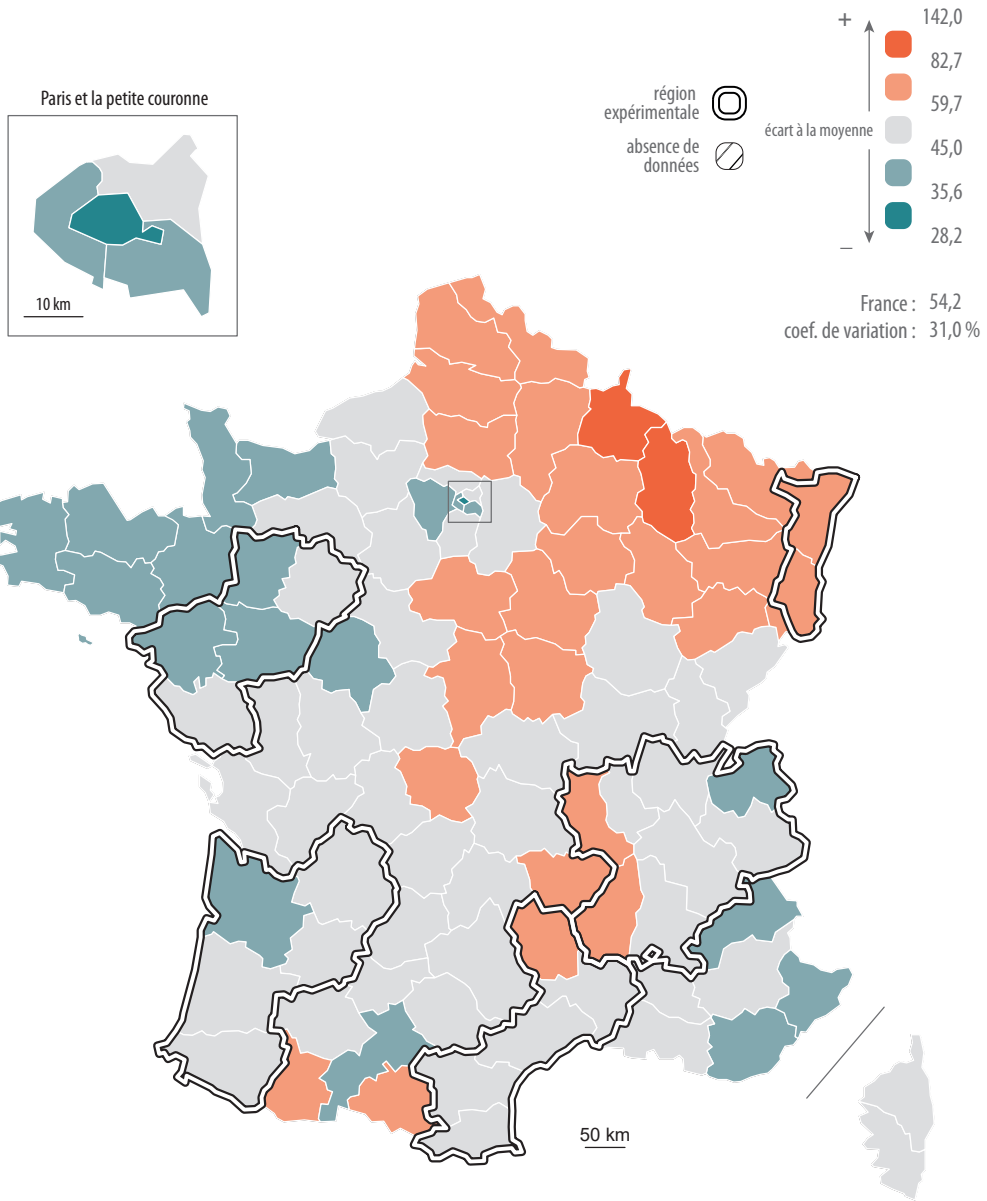 Paris et la petite couronne
10 km
région
expérimentale
absence de
données
+
écart à la moyenne
–
142,0
82,7
59,7
45,0
35,6
28,2
France : 54,2
coef. de variation : 31,0 %
50 km